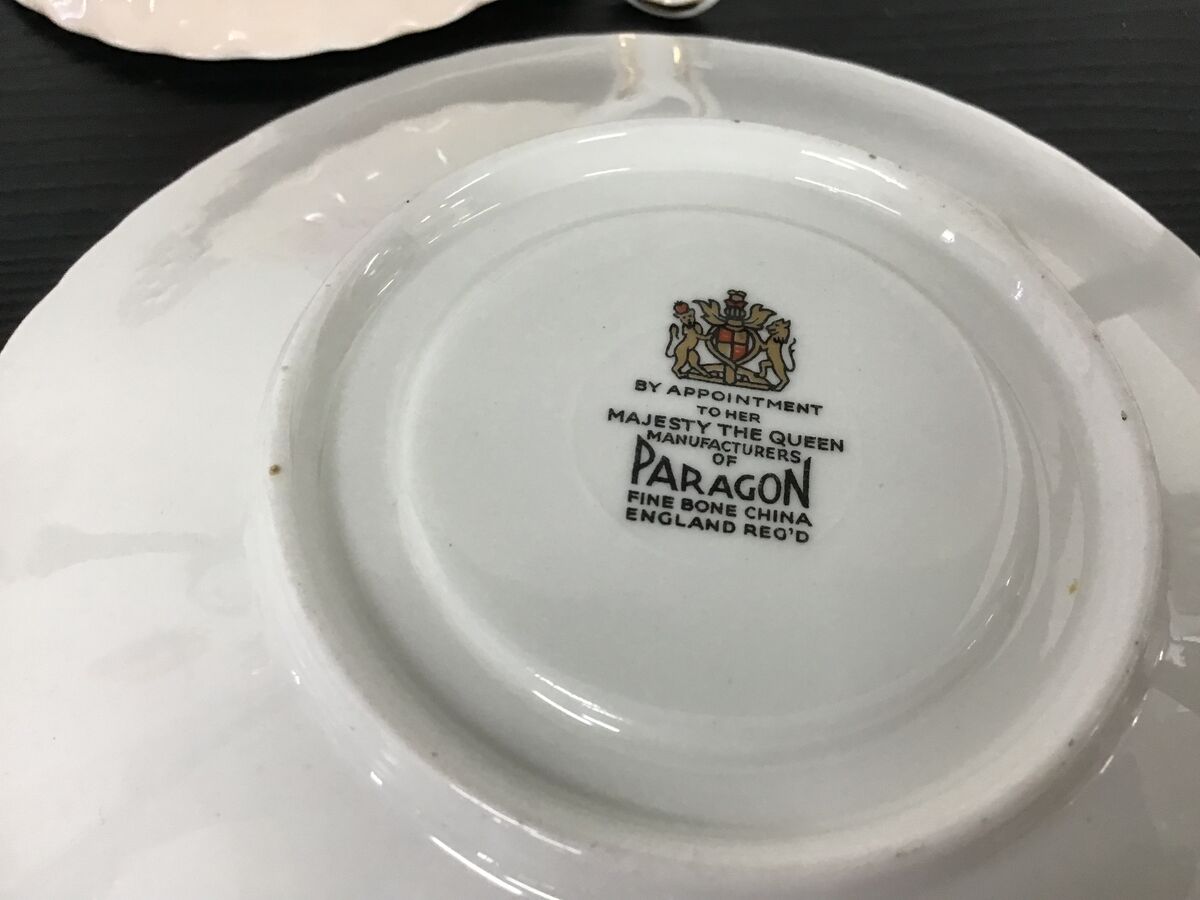 BY APPOINTMENT
TO HER
MAJESTY THE QUEEN
MANUFACTURERS
OF
PARAGON
FINE BONE CHINA
ENGLAND REG'D